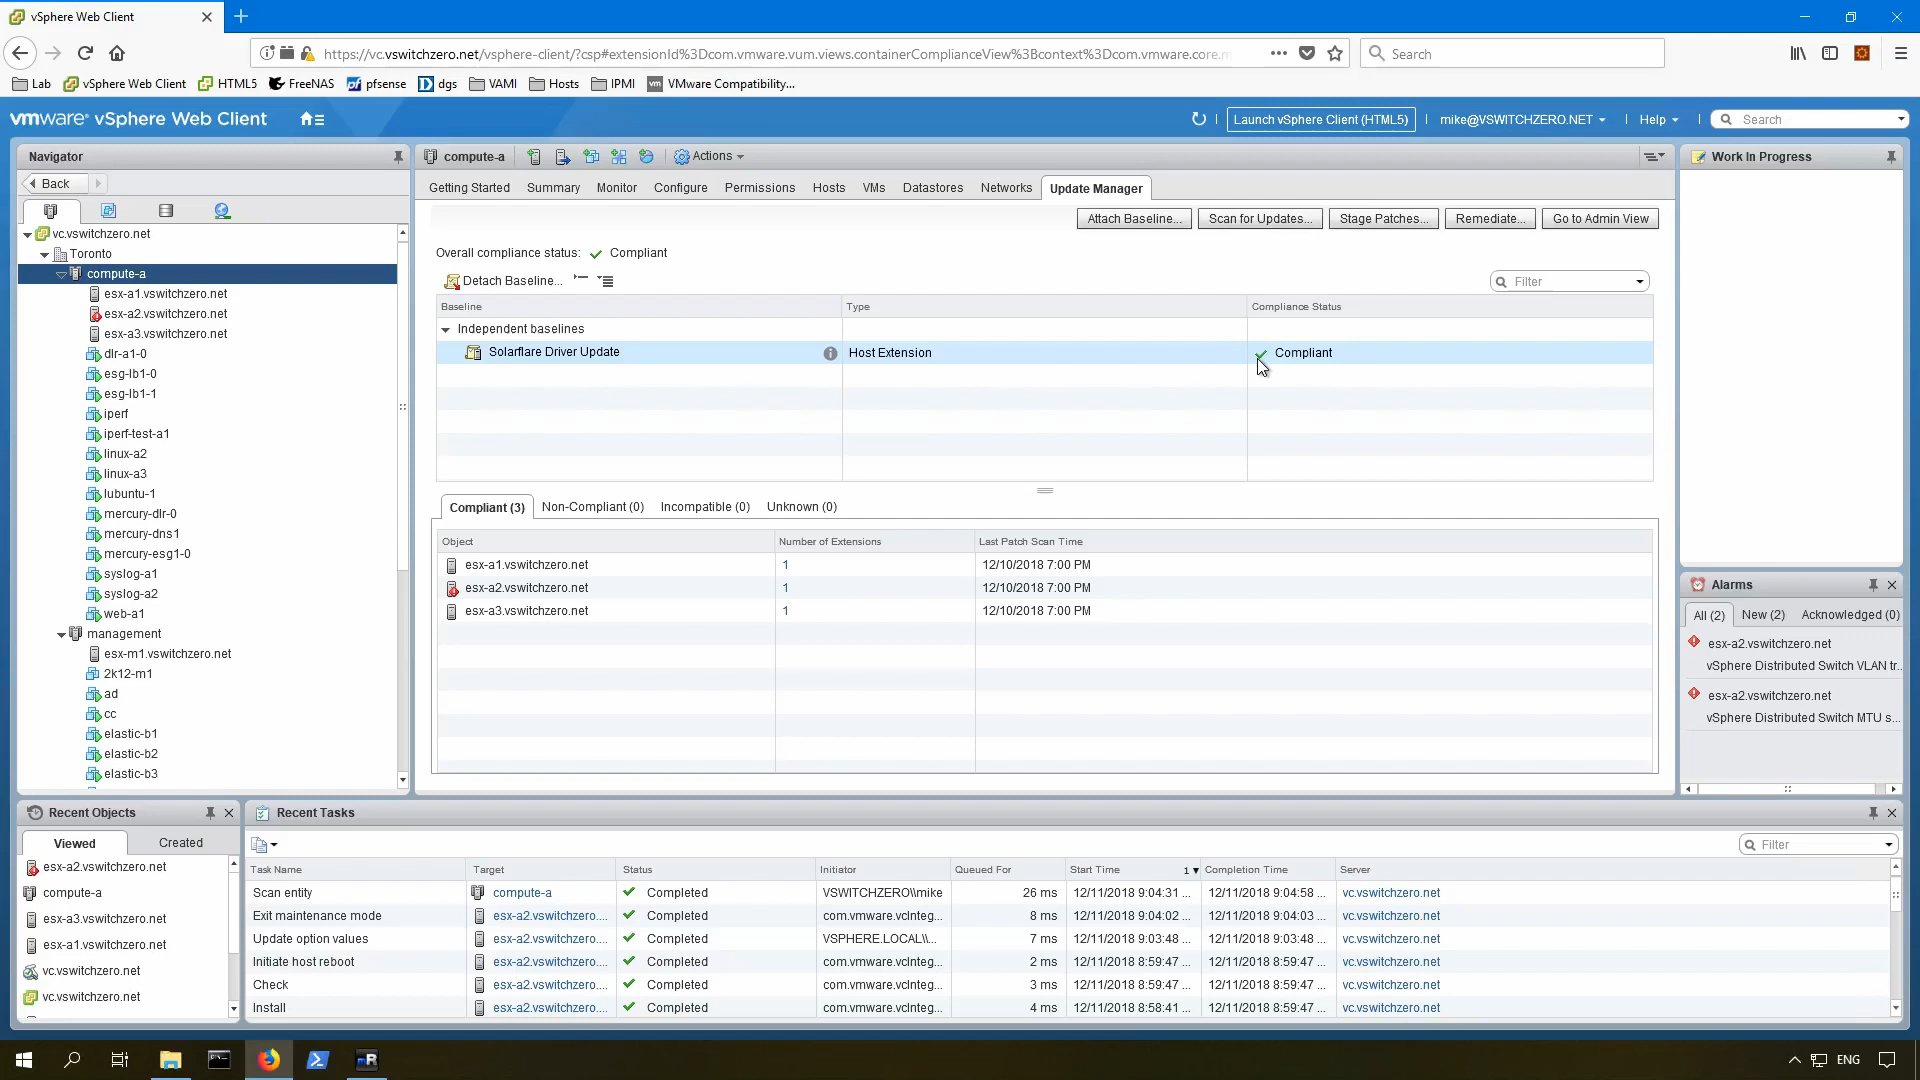 vSphere Web Client
https://vc.vswitchzero.net/vsphere-client/?csp#extensionId%3Dcom.vmware.vum.views.containerComplianceView%3Bcontext%3Dcom.vmware.core.m
Search
Lab vSphere Web Client HTML5 FreeNAS pfsense dgs VAMI Hosts IPMI VMware Compatibility...
vmware® vSphere Web Client
Launch vSphere Client (HTML5)
mike@VSWITCHZERO.NET
Help
Search
Navigator
Back
vc.vswitchzero.net
Toronto
compute-a
esx-a1.vswitchzero.net
esx-a2.vswitchzero.net
esx-a3.vswitchzero.net
dlr-a1-0
esg-lb1-0
esg-lb1-1
iperf
iperf-test-a1
linux-a2
linux-a3
lubuntu-1
mercury-dlr-0
mercury-dns1
mercury-esg1-0
syslog-a1
syslog-a2
web-a1
management
esx-m1.vswitchzero.net
2k12-m1
ad
cc
elastic-b1
elastic-b2
elastic-b3
compute-a
Actions
Getting Started Summary Monitor Configure Permissions Hosts VMs Datastores Networks Update Manager
Attach Baseline... Scan for Updates... Stage Patches... Remediate... Go to Admin View
Overall compliance status: Compliant
Detach Baseline...
Filter
Baseline Type Compliance Status
Independent baselines
Solarflare Driver Update Host Extension Compliant
Compliant (3) Non-Compliant (0) Incompatible (0) Unknown (0)
Object Number of Extensions Last Patch Scan Time
esx-a1.vswitchzero.net 1 12/10/2018 7:00 PM
esx-a2.vswitchzero.net 1 12/10/2018 7:00 PM
esx-a3.vswitchzero.net 1 12/10/2018 7:00 PM
Work In Progress
Alarms
All (2) New (2) Acknowledged (0)
esx-a2.vswitchzero.net
vSphere Distributed Switch VLAN tr...
esx-a2.vswitchzero.net
vSphere Distributed Switch MTU s...
Recent Objects
Viewed Created
esx-a2.vswitchzero.net
compute-a
esx-a3.vswitchzero.net
esx-a1.vswitchzero.net
vc.vswitchzero.net
vc.vswitchzero.net
Recent Tasks
Filter
Task Name Target Status Initiator Queued For Start Time 1 Completion Time Server
Scan entity compute-a Completed VSWITCHZERO\\mike 26 ms 12/11/2018 9:04:31 ... 12/11/2018 9:04:58 ... vc.vswitchzero.net
Exit maintenance mode esx-a2.vswitchzero.... Completed com.vmware.vcInteg... 8 ms 12/11/2018 9:04:02 ... 12/11/2018 9:04:03 ... vc.vswitchzero.net
Update option values esx-a2.vswitchzero.... Completed VSPHERE.LOCAL\\... 7 ms 12/11/2018 9:03:48 ... 12/11/2018 9:03:48 ... vc.vswitchzero.net
Initiate host reboot esx-a2.vswitchzero.... Completed com.vmware.vcInteg... 2 ms 12/11/2018 8:59:47 ... 12/11/2018 8:59:47 ... vc.vswitchzero.net
Check esx-a2.vswitchzero.... Completed com.vmware.vcInteg... 3 ms 12/11/2018 8:59:47 ... 12/11/2018 8:59:47 ... vc.vswitchzero.net
Install esx-a2.vswitchzero.... Completed com.vmware.vcInteg... 4 ms 12/11/2018 8:58:41 ... 12/11/2018 8:59:47 ... vc.vswitchzero.net
ENG